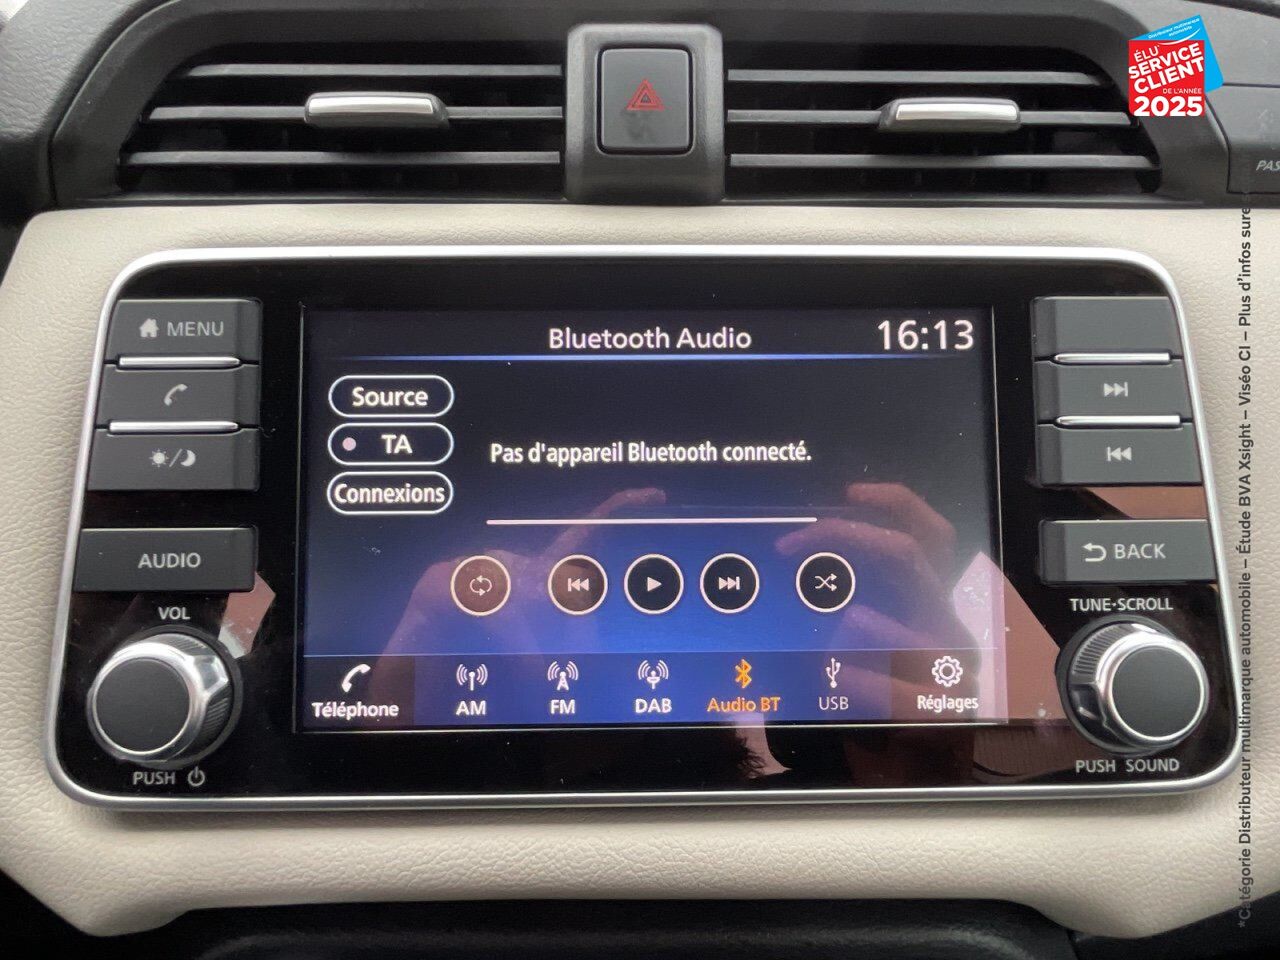 ÉLU
SERVICE
CLIENT
DE L'ANNÉE
2025
PAS
MENU
AUDIO
VOL
PUSH
Bluetooth Audio
16:13
Source
TA
Connexions
Pas d'appareil Bluetooth connecté.
Téléphone
AM
FM
DAB
Audio BT
USB
Réglages
BACK
TUNE·SCROLL
PUSH SOUND
*Catégorie Distributeur multimarque automobile – Étude BVA Xsight – Viséo CI – Plus d'infos sure